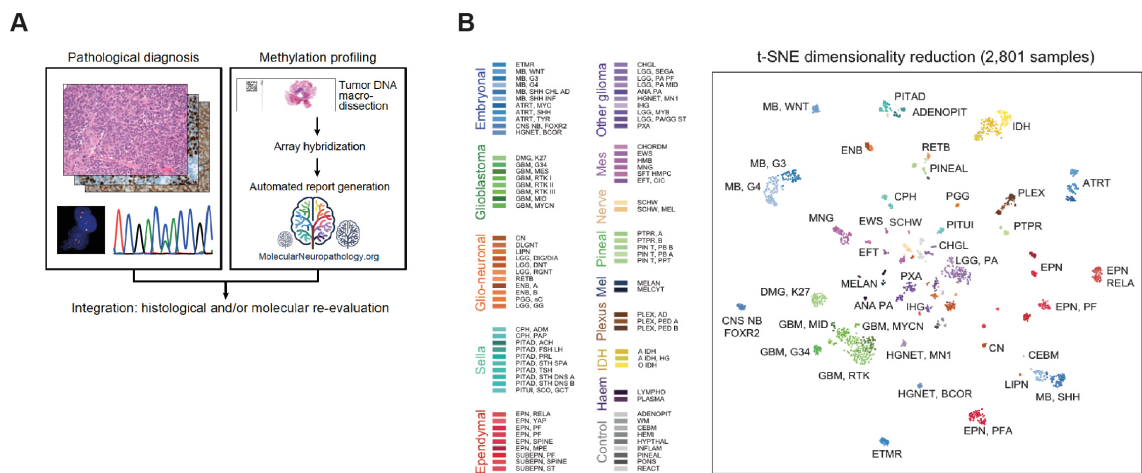 A
Pathological diagnosis
Methylation profiling
Tumor DNA
macro-
dissection
Array hybridization
Automated report generation
MolecularNeuropathology.org
Integration: histological and/or molecular re-evaluation
B
Embryonal
ETMR
MB, WNT
MB, G3
MB, G4
MB, SHH CHL AD
MB, SHH INF
ATRT, MYC
ATRT, SHH
ATRT, TYR
CNS NB, FOXR2
HGNET, BCOR
Glioblastoma
DMG, K27
GBM, G34
GBM, MES
GBM, RTK I
GBM, RTK II
GBM, RTK III
GBM, MID
GBM, MYCN
Glio-neuronal
CN
DLGNT
LIPN
LGG, DIG/DIA
LGG, DNT
LGG, RGNT
RETB
ENB, A
ENB, B
PGG, nC
LGG, GG
Sella
CPH, ADM
CPH, PAP
PITAD, ACH
PITAD, FSH LH
PITAD, PRL
PITAD, STH SPA
PITAD, TSH
PITAD, STH DNS A
PITAD, STH DNS B
PITUI, SCO, GCT
Ependymal
EPN, RELA
EPN, YAP
EPN, PF
EPN, PF
EPN, SPINE
EPN, MPE
SUBEPN, PF
SUBEPN, SPINE
SUBEPN, ST
Other glioma
CHGL
LGG, SEGA
LGG, PA PF
LGG, PA MID
ANA PA
HGNET, MN1
IHG
LGG, MYB
LGG, PA/GG ST
PXA
Mes
CHORDM
EWS
HMB
MNG
SFT HMPC
EFT, CIC
Nerve
SCHW
SCHW, MEL
Pineal
PTPR, A
PTPR, B
PIN T, PB B
PIN T, PB A
PIN T, PPT
Mel
MELAN
MELCYT
Plexus
PLEX, AD
PLEX, PED A
PLEX, PED B
IDH
A IDH
A IDH, HG
O IDH
Haem
LYMPHO
PLASMA
Control
ADENOPIT
WM
CEBM
HEMI
HYPTHAL
INFLAM
PINEAL
PONS
REACT
t-SNE dimensionality reduction (2,801 samples)
MB, WNT
PITAD
ADENOPIT
IDH
ENB
RETB
PINEAL
MB, G3
MB, G4
ATRT
CPH
PGG
PLEX
MNG
EWS
SCHW
PITUI
PTPR
EFT
CHGL
LGG, PA
MELAN
PXA
EPN
EPN
RELA
DMG, K27
ANA PA
IHG
EPN, PF
CNS NB
FOXR2
GBM, MID
GBM, MYCN
GBM, G34
HGNET, MN1
CN
GBM, RTK
CEBM
LIPN
MB, SHH
HGNET, BCOR
EPN, PFA
ETMR